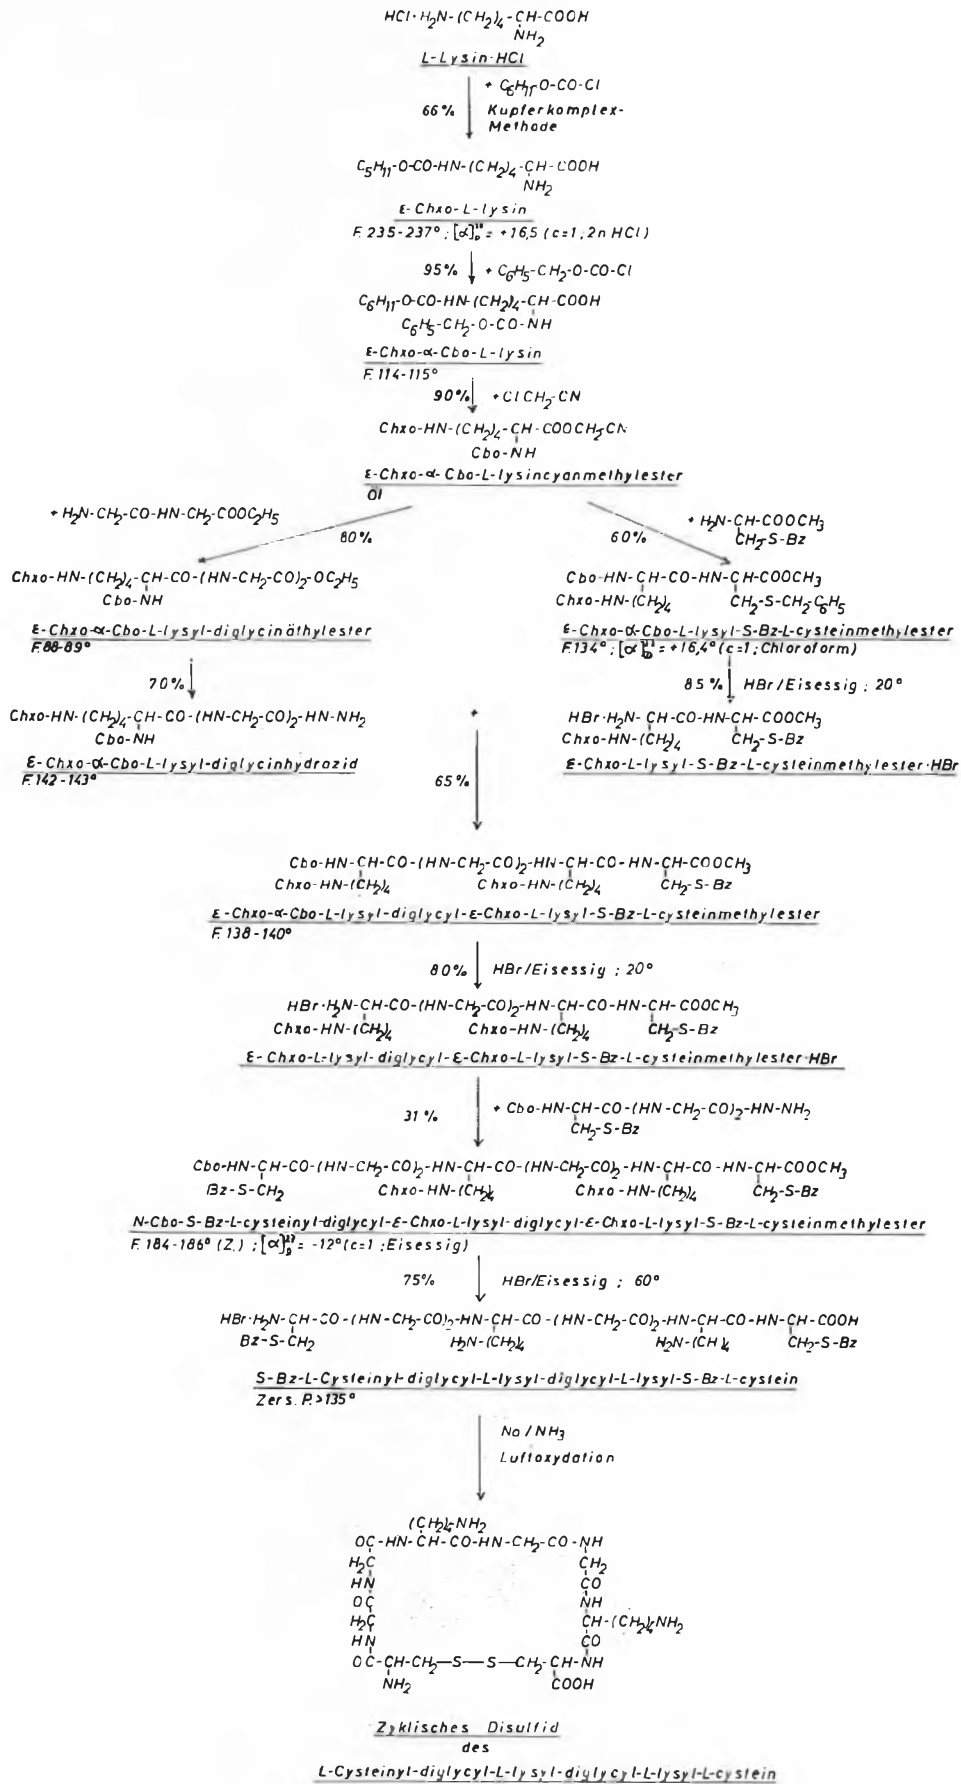 HCl·H₂N-(CH₂)₄-CH-COOH
NH₂
L-Lysin·HCl
+ C₆H₁₁O-CO-Cl
66% Kupferkomplex-
Methode
C₅H₁₁-O-CO-HN-(CH₂)₄-CH-COOH
NH₂
ε-Chxo-L-lysin
F. 235-237°; [α] = +16,5 (c=1, 2n HCl)
95% + C₆H₅-CH₂-O-CO-Cl
C₆H₁₁-O-CO-HN-(CH₂)₄-CH-COOH
C₆H₅-CH₂-O-CO-NH
ε-Chxo-α-Cbo-L-lysin
F. 114-115°
90% + ClCH₂-CN
Chxo-HN-(CH₂)₄-CH-COOCH₂CN
Cbo-NH
ε-Chxo-α-Cbo-L-lysincyanmethylester
Öl
+ H₂N-CH₂-CO-HN-CH₂-COOC₂H₅
80%
60%
+ H₂N-CH-COOCH₃
CH₂-S-Bz
Chxo-HN-(CH₂)₄-CH-CO-(HN-CH₂-CO)₂-OC₂H₅
Cbo-NH
ε-Chxo-α-Cbo-L-lysyl-diglycinäthylester
F. 88-89°
70%
Chxo-HN-(CH₂)₄-CH-CO-(HN-CH₂-CO)₂-HN-NH₂
Cbo-NH
ε-Chxo-α-Cbo-L-lysyl-diglycinhydrazid
F. 142-143°
Cbo-HN-CH-CO-HN-CH-COOCH₃
Chxo-HN-(CH₂)₄ CH₂-S-CH₂-C₆H₅
ε-Chxo-α-Cbo-L-lysyl-S-Bz-L-cysteinmethylester
F. 134°; [α] = +16,4° (c=1; Chloroform)
85% HBr/Eisessig; 20°
HBr·H₂N-CH-CO-HN-CH-COOCH₃
Chxo-HN-(CH₂)₄ CH₂-S-Bz
ε-Chxo-L-lysyl-S-Bz-L-cysteinmethylester·HBr
+
65%
Cbo-HN-CH-CO-(HN-CH₂-CO)₂-HN-CH-CO-HN-CH-COOCH₃
Chxo-HN-(CH₂)₄ Chxo-HN-(CH₂)₄ CH₂-S-Bz
ε-Chxo-α-Cbo-L-lysyl-diglycyl-ε-Chxo-L-lysyl-S-Bz-L-cysteinmethylester
F. 138-140°
80% HBr/Eisessig; 20°
HBr·H₂N-CH-CO-(HN-CH₂-CO)₂-HN-CH-CO-HN-CH-COOCH₃
Chxo-HN-(CH₂)₄ Chxo-HN-(CH₂)₄ CH₂-S-Bz
ε-Chxo-L-lysyl-diglycyl-ε-Chxo-L-lysyl-S-Bz-L-cysteinmethylester·HBr
31% + Cbo-HN-CH-CO-(HN-CH₂-CO)₂-HN-NH₂
CH₂-S-Bz
Cbo-HN-CH-CO-(HN-CH₂-CO)₂-HN-CH-CO-(HN-CH₂-CO)₂-HN-CH-CO-HN-CH-COOCH₃
Bz-S-CH₂ Chxo-HN-(CH₂)₄ Chxo-HN-(CH₂)₄ CH₂-S-Bz
N-Cbo-S-Bz-L-cysteinyl-diglycyl-ε-Chxo-L-lysyl-diglycyl-ε-Chxo-L-lysyl-S-Bz-L-cysteinmethylester
F. 184-186° (Z.); [α] = -12° (c=1; Eisessig)
75% HBr/Eisessig; 60°
HBr·H₂N-CH-CO-(HN-CH₂-CO)₂-HN-CH-CO-(HN-CH₂-CO)₂-HN-CH-CO-HN-CH-COOH
Bz-S-CH₂ H₂N-(CH₂)₄ H₂N-(CH)₄ CH₂-S-Bz
S-Bz-L-Cysteinyl-diglycyl-L-lysyl-diglycyl-L-lysyl-S-Bz-L-cystein
Zers. P. >135°
Na/NH₃
Luftoxydation
(CH₂)₄-NH₂
OC-HN-CH-CO-HN-CH₂-CO-NH
H₂C CH₂
HN CO
OC NH
H₂C CH-(CH₂)₄NH₂
HN CO
OC-CH-CH₂-S-S-CH₂-CH-NH
NH₂ COOH
Zyklisches Disulfid
des
L-Cysteinyl-diglycyl-L-lysyl-diglycyl-L-lysyl-L-cystein